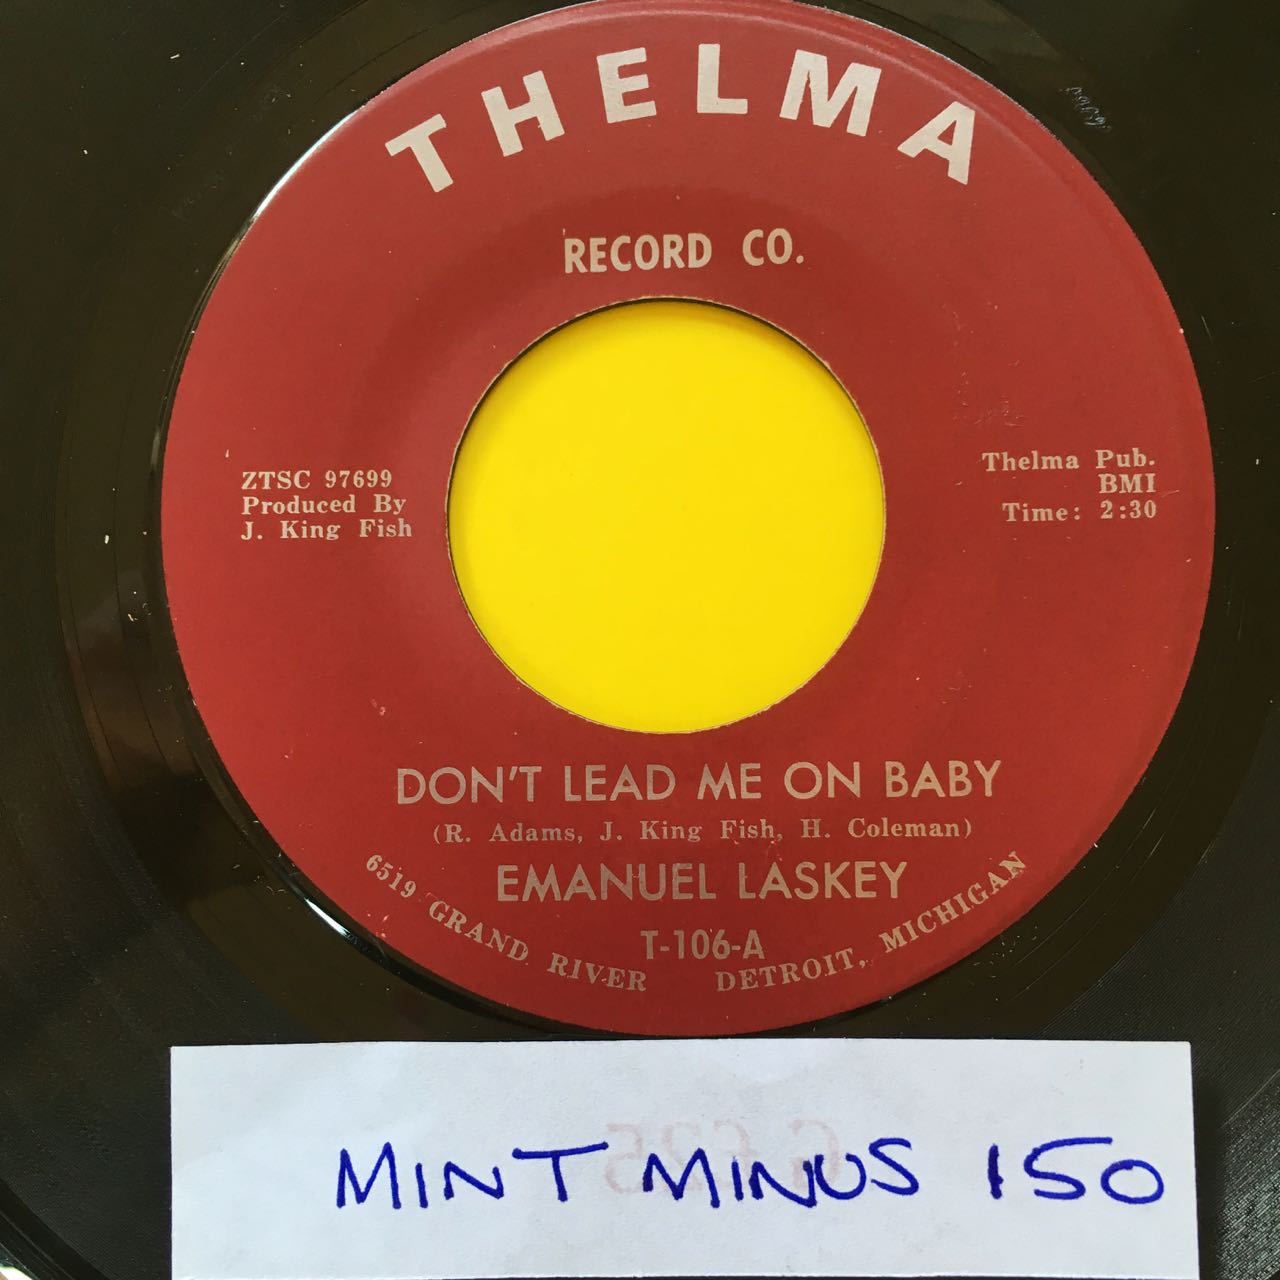 THELMA
RECORD CO.
ZTSC 97699
Produced By
J. King Fish
Thelma Pub.
BMI
Time: 2:30
DON'T LEAD ME ON BABY
(R. Adams, J. King Fish, H. Coleman)
EMANUEL LASKEY
T-106-A
6519 GRAND RIVER DETROIT, MICHIGAN
MINT MINUS 150